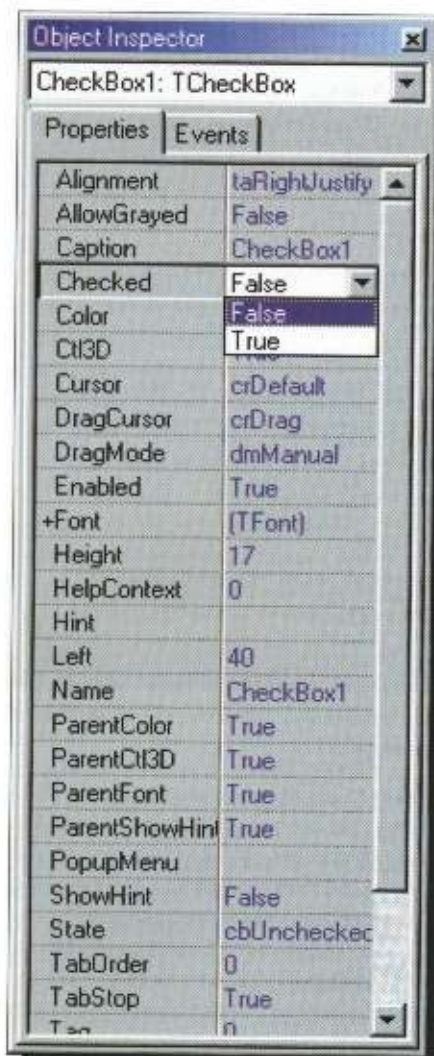 Object Inspector
CheckBox1: TCheckBox
Properties Events
Alignment taRightJustify
AllowGrayed False
Caption CheckBox1
Checked False
Color False
Ctl3D True
Cursor crDefault
DragCursor crDrag
DragMode dmManual
Enabled True
+Font (TFont)
Height 17
HelpContext 0
Hint
Left 40
Name CheckBox1
ParentColor True
ParentCtl3D True
ParentFont True
ParentShowHint True
PopupMenu
ShowHint False
State cbUnchecked
TabOrder 0
TabStop True
Tag 0